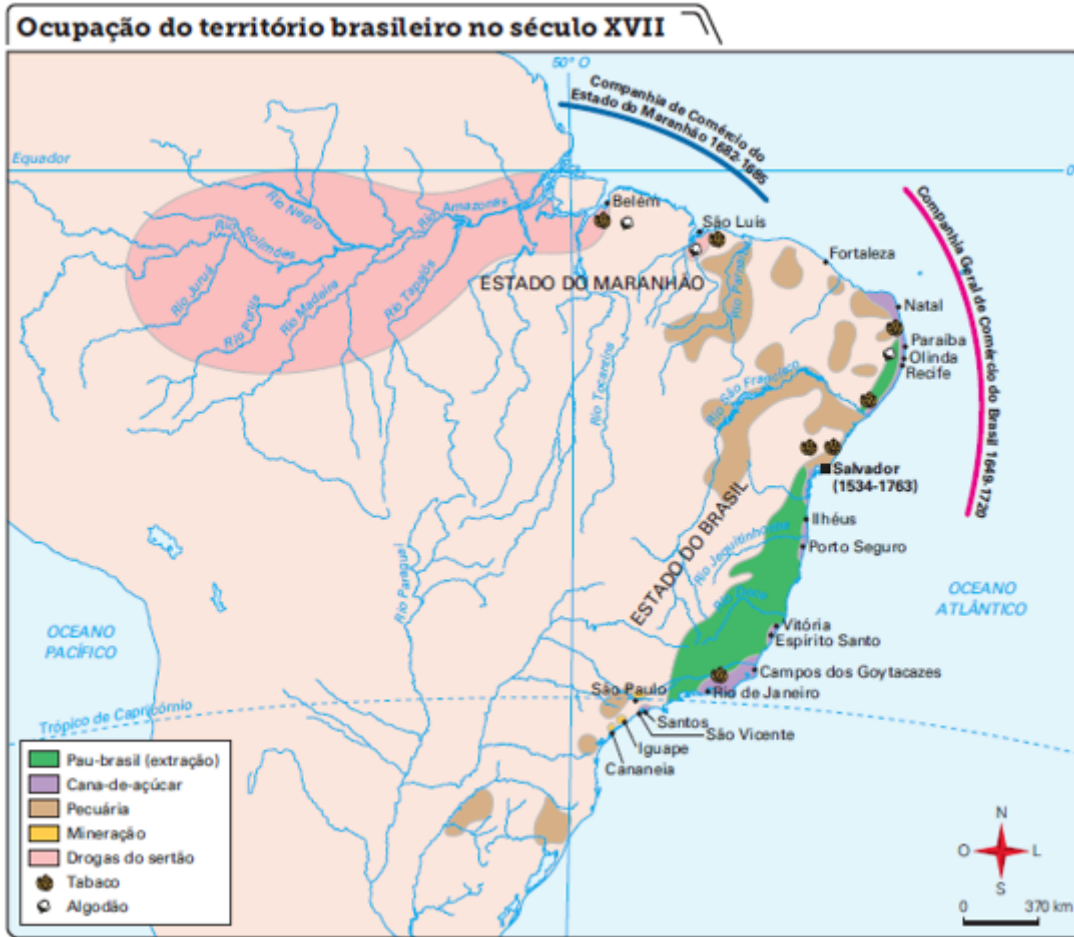 Ocupação do território brasileiro no século XVII
50° O
Companhia de Comércio do
Estado do Maranhão 1682-1685
Equador
0
Companhia Geral de Comércio do Brasil 1649-1720
Rio Negro
Rio Amazonas
Belém
São Luís
Rio Solimões
Fortaleza
ESTADO DO MARANHÃO
Rio Parnaíba
Rio Juruá
Rio Purus
Rio Madeira
Rio Tapajós
Natal
Paraíba
Olinda
Recife
Rio Tocantins
Rio São Francisco
Salvador
(1534-1763)
ESTADO DO BRASIL
Ilhéus
Rio Jequitinhonha
Porto Seguro
Rio Paraguai
Rio Doce
OCEANO
ATLÂNTICO
OCEANO
PACÍFICO
Vitória
Espírito Santo
Campos dos Goytacazes
São Paulo
Rio de Janeiro
Trópico de Capricórnio
Santos
São Vicente
Iguape
Cananeia
Pau-brasil (extração)
Cana-de-açúcar
Pecuária
Mineração
Drogas do sertão
Tabaco
Algodão
N
O
L
S
0 370 km